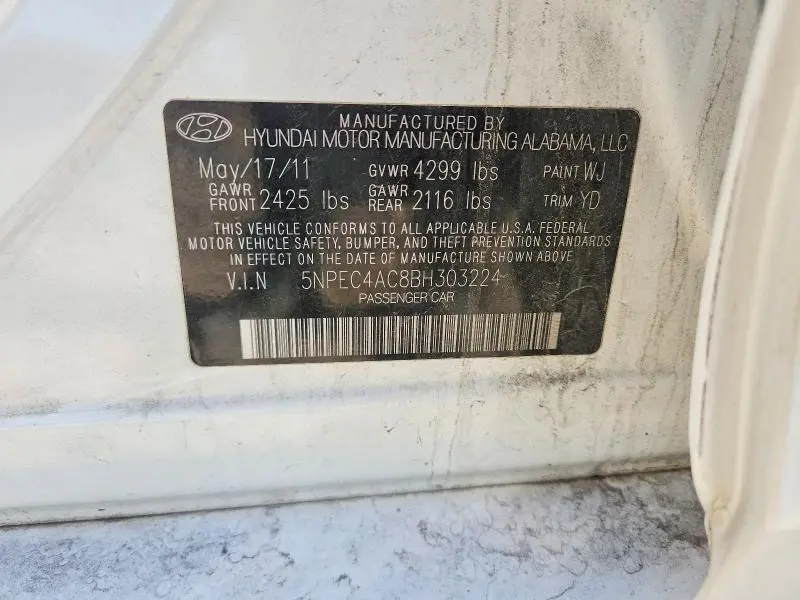 MANUFACTURED BY
HYUNDAI MOTOR MANUFACTURING ALABAMA, LLC
May/17/11 GVWR 4299 lbs PAINT WJ
GAWR FRONT 2425 lbs GAWR REAR 2116 lbs TRIM YD
THIS VEHICLE CONFORMS TO ALL APPLICABLE U.S.A. FEDERAL
MOTOR VEHICLE SAFETY, BUMPER, AND THEFT PREVENTION STANDARDS
IN EFFECT ON THE DATE OF MANUFACTURE SHOWN ABOVE
V.I.N 5NPEC4AC8BH303224
PASSENGER CAR